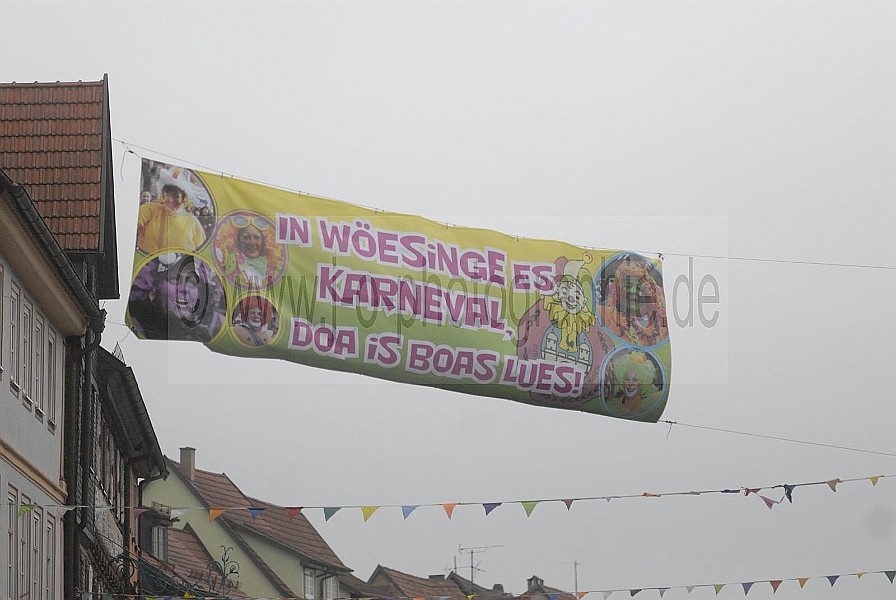 IN WÖESiNGE ES
KARNEVAL,
DOA iS BOAS LUES!